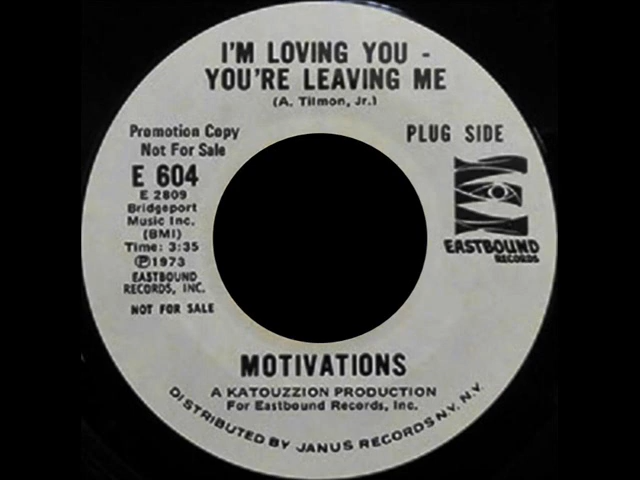 I'M LOVING YOU -
YOU'RE LEAVING ME
(A. Tilmon, Jr.)
Promotion Copy
Not For Sale
PLUG SIDE
E 604
E 2809
Bridgeport
Music Inc.
(BMI)
Time: 3:35
Ⓟ1973
EASTBOUND
RECORDS, INC.
NOT FOR SALE
EASTBOUND
RECORDS
MOTIVATIONS
A KATOUZZION PRODUCTION
For Eastbound Records, Inc.
DISTRIBUTED BY JANUS RECORDS N.Y. N.Y.